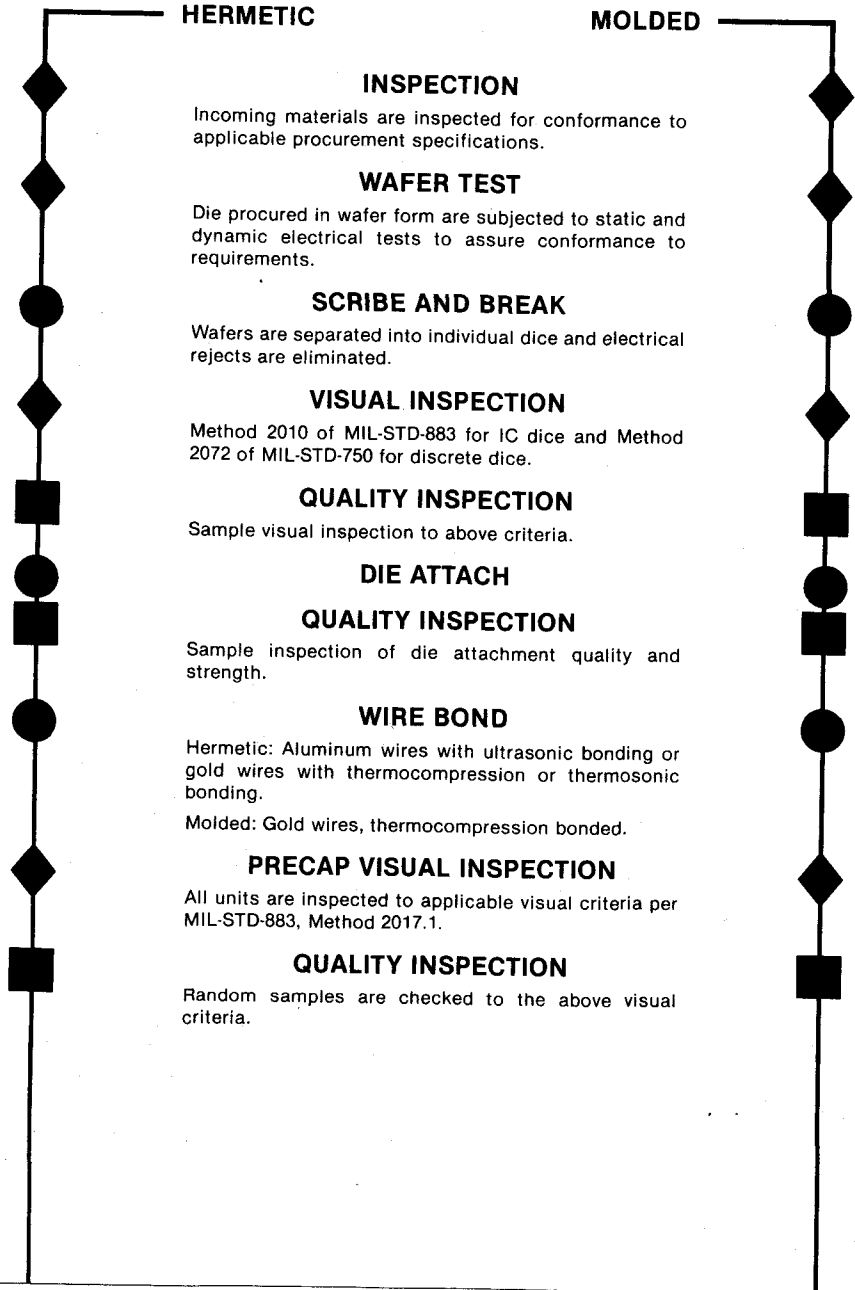 HERMETIC
MOLDED
INSPECTION
Incoming materials are inspected for conformance to
applicable procurement specifications.
WAFER TEST
Die procured in wafer form are subjected to static and
dynamic electrical tests to assure conformance to
requirements.
SCRIBE AND BREAK
Wafers are separated into individual dice and electrical
rejects are eliminated.
VISUAL INSPECTION
Method 2010 of MIL-STD-883 for IC dice and Method
2072 of MIL-STD-750 for discrete dice.
QUALITY INSPECTION
Sample visual inspection to above criteria.
DIE ATTACH
QUALITY INSPECTION
Sample inspection of die attachment quality and
strength.
WIRE BOND
Hermetic: Aluminum wires with ultrasonic bonding or
gold wires with thermocompression or thermosonic
bonding.
Molded: Gold wires, thermocompression bonded.
PRECAP VISUAL INSPECTION
All units are inspected to applicable visual criteria per
MIL-STD-883, Method 2017.1.
QUALITY INSPECTION
Random samples are checked to the above visual
criteria.